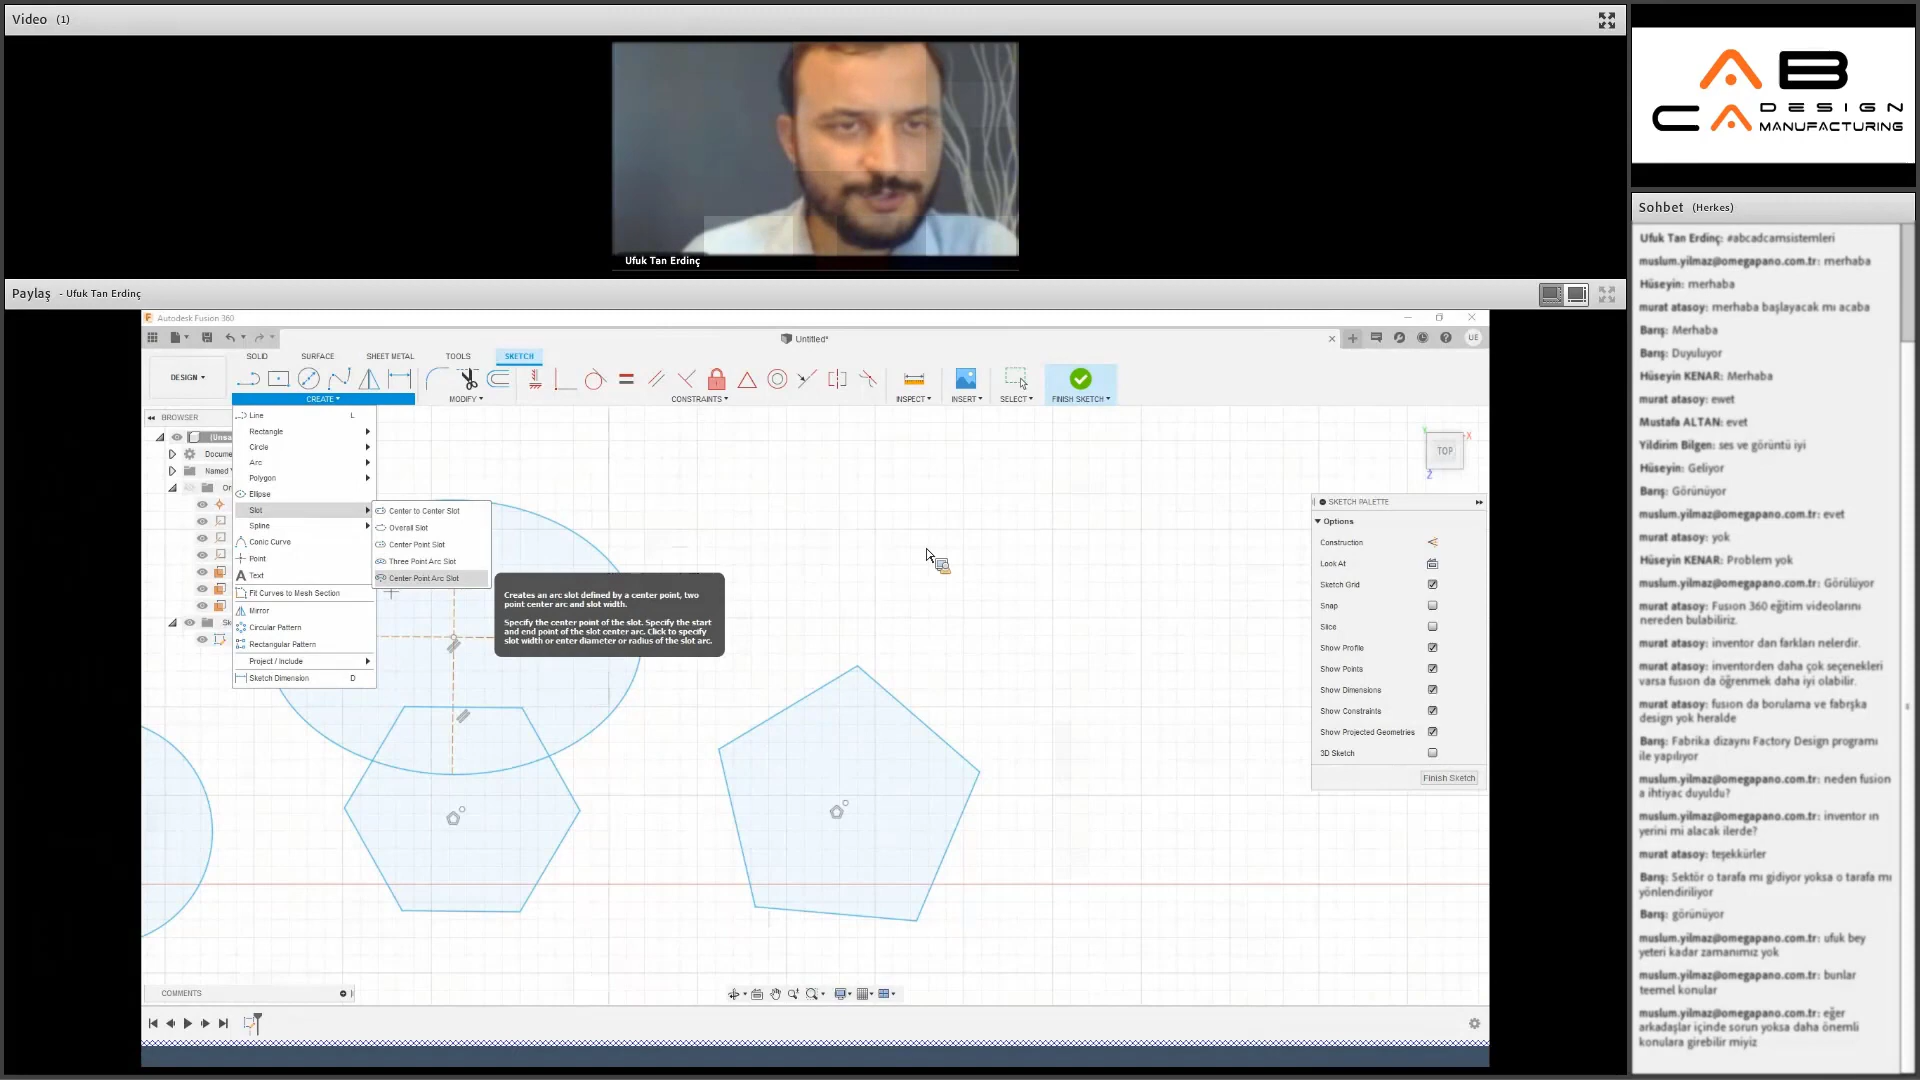 Video (1)
Ufuk Tan Erdinç
A B
C A DESIGN
MANUFACTURING
Sohbet (Herkes)
Ufuk Tan Erdinç: #abcadcamsistemleri
muslum.yilmaz@omegapano.com.tr: merhaba
Hüseyin: merhaba
murat atasoy: merhaba başlayacak mı acaba
Barış: Merhaba
Barış: Duyuluyor
Hüseyin KENAR: Merhaba
murat atasoy: ewet
Mustafa ALTAN: evet
Yildirim Bilgen: ses ve görüntü iyi
Hüseyin: Geliyor
Barış: Görünüyor
muslum.yilmaz@omegapano.com.tr: evet
murat atasoy: yok
Hüseyin KENAR: Problem yok
muslum.yilmaz@omegapano.com.tr: Görülüyor
murat atasoy: Fusıon 360 eğitim videolarını
nereden bulabiliriz.
murat atasoy: inventor dan farkları nelerdir.
murat atasoy: inventorden daha çok seçenekleri
varsa fusıon da öğrenmek daha iyi olabilir.
murat atasoy: fusıon da borulama ve fabrşka
design yok heralde
Barış: Fabrika dizaynı Factory Design programı
ile yapılıyor
muslum.yilmaz@omegapano.com.tr: neden fusion
a ihtiyac duyuldu?
muslum.yilmaz@omegapano.com.tr: inventor ın
yerini mi alacak ilerde?
murat atasoy: teşekkürler
Barış: Sektör o tarafa mı gidiyor yoksa o tarafa mı
yönlendiriliyor
Barış: görünüyor
muslum.yilmaz@omegapano.com.tr: ufuk bey
yeteri kadar zamanımız yok
muslum.yilmaz@omegapano.com.tr: bunlar
teemel konular
muslum.yilmaz@omegapano.com.tr: eğer
arkadaşlar içinde sorun yoksa daha önemli
konulara girebilir miyiz
Paylaş - Ufuk Tan Erdinç
Autodesk Fusion 360
Untitled*
UE
SOLID SURFACE SHEET METAL TOOLS SKETCH
DESIGN
CREATE MODIFY CONSTRAINTS INSPECT INSERT SELECT FINISH SKETCH
BROWSER
(Unsa
Docume
Named
Or
Sk
Line L
Rectangle
Circle
Arc
Polygon
Ellipse
Slot
Spline
Conic Curve
Point
Text
Fit Curves to Mesh Section
Mirror
Circular Pattern
Rectangular Pattern
Project / Include
Sketch Dimension D
Center to Center Slot
Overall Slot
Center Point Slot
Three Point Arc Slot
Center Point Arc Slot
Creates an arc slot defined by a center point, two
point center arc and slot width.
Specify the center point of the slot. Specify the start
and end point of the slot center arc. Click to specify
slot width or enter diameter or radius of the slot arc.
TOP
X
Y
Z
SKETCH PALETTE
Options
Construction
Look At
Sketch Grid
Snap
Slice
Show Profile
Show Points
Show Dimensions
Show Constraints
Show Projected Geometries
3D Sketch
Finish Sketch
COMMENTS